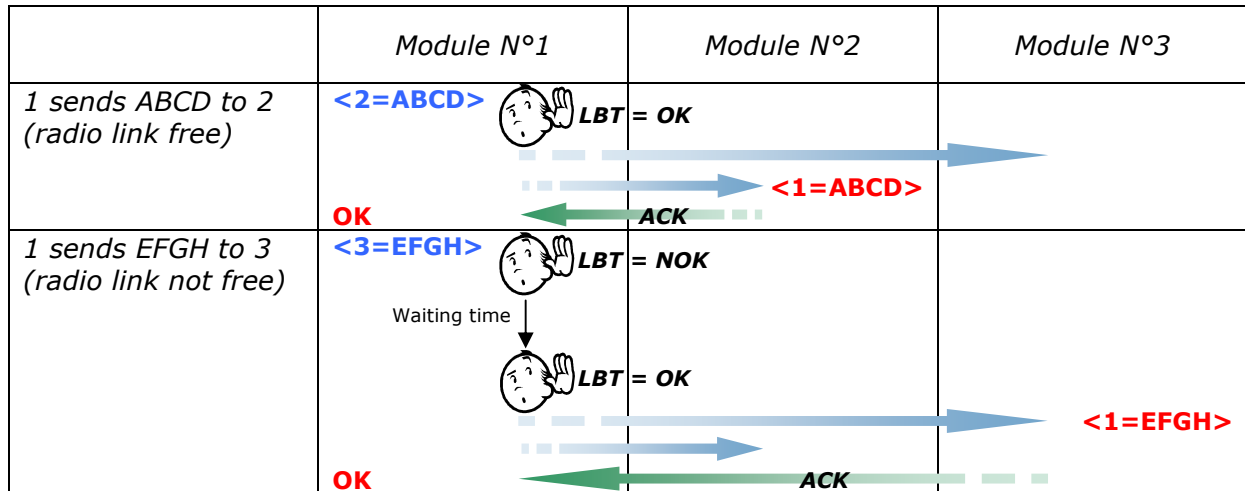 Module N°1
Module N°2
Module N°3
1 sends ABCD to 2
(radio link free)
<2=ABCD>
LBT = OK
<1=ABCD>
OK
ACK
1 sends EFGH to 3
(radio link not free)
<3=EFGH>
LBT = NOK
Waiting time
LBT = OK
<1=EFGH>
OK
ACK